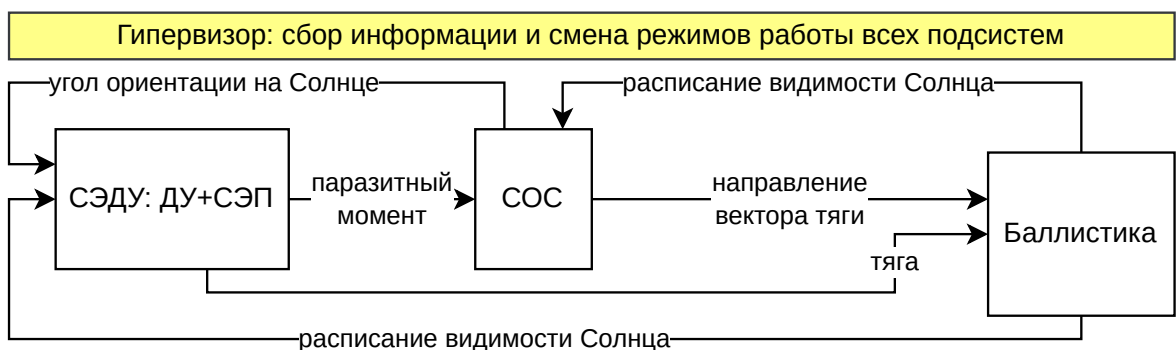 Гипервизор: сбор информации и смена режимов работы всех подсистем
угол ориентации на Солнце
расписание видимости Солнца
СЭДУ: ДУ+СЭП
паразитный
момент
СОС
направление
вектора тяги
Баллистика
тяга
расписание видимости Солнца